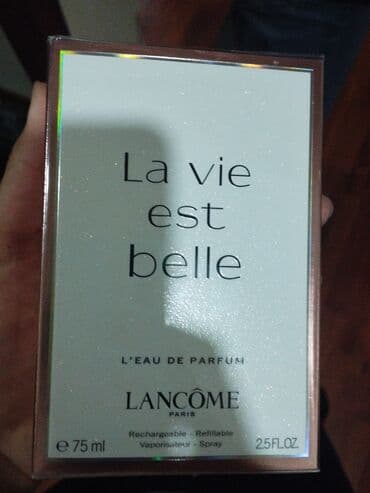 La vie
est
belle
L'EAU DE PARFUM
LANCÔME
PARIS
Rechargeable - Refillable
Vaporisateur - Spray
e 75 ml
2.5 FL.OZ.